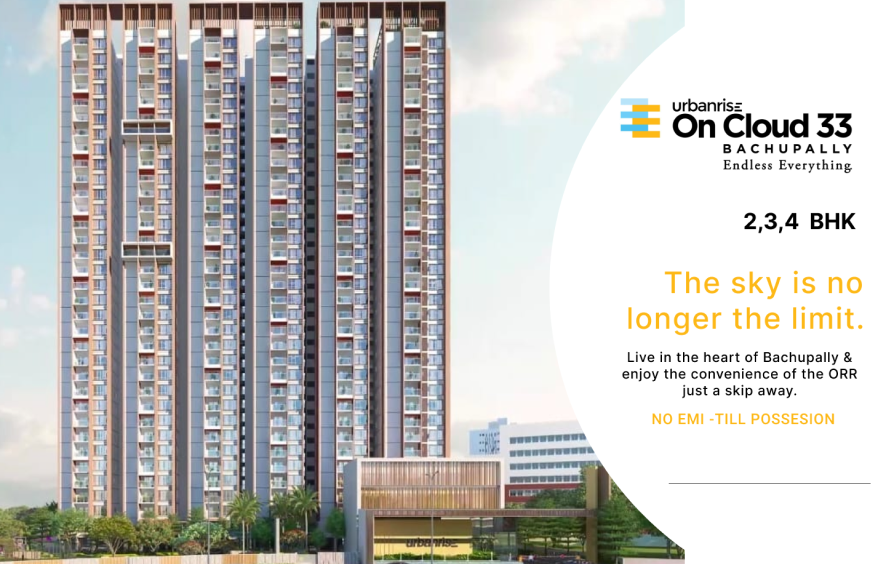 urbanrise
On Cloud 33
BACHUPALLY
Endless Everything
2,3,4 BHK
The sky is no
longer the limit.
Live in the heart of Bachupally &
enjoy the convenience of the ORR
just a skip away.
NO EMI -TILL POSSESION
urbanrise